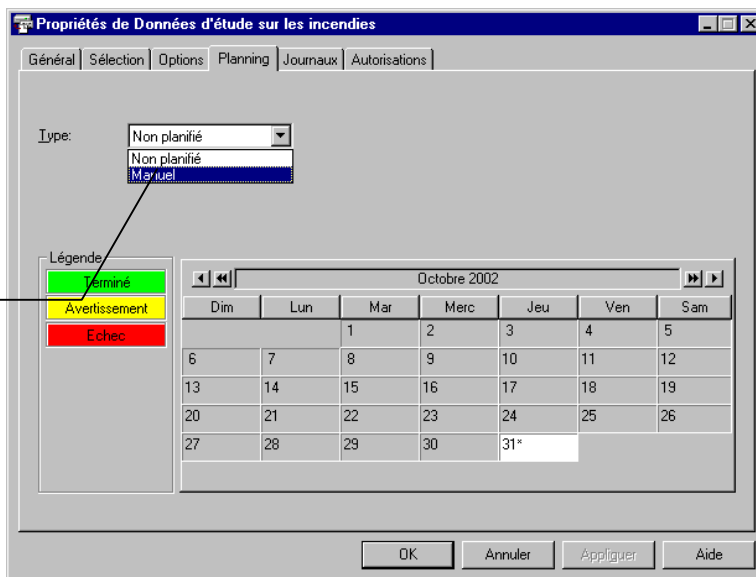 Propriétés de Données d'étude sur les incendies
Général Sélection Options Planning Journaux Autorisations
Type: Non planifié
Non planifié
Manuel
Légende
Terminé
Avertissement
Echec
Octobre 2002
Dim Lun Mar Merc Jeu Ven Sam
1 2 3 4 5
6 7 8 9 10 11 12
13 14 15 16 17 18 19
20 21 22 23 24 25 26
27 28 29 30 31*
OK Annuler Appliquer Aide